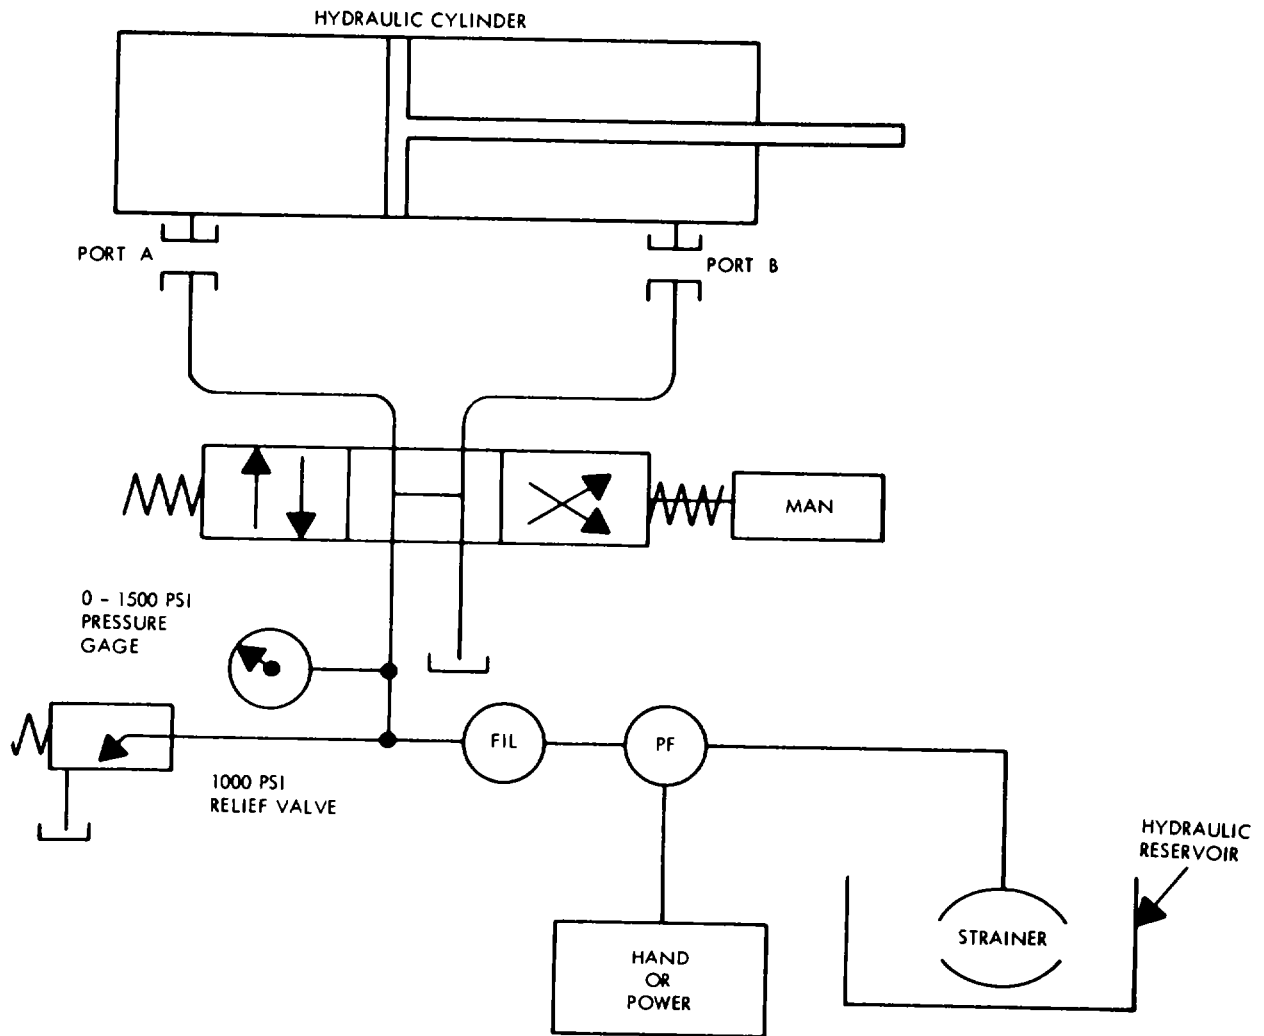 HYDRAULIC CYLINDER
PORT A
PORT B
MAN
0 - 1500 PSI
PRESSURE
GAGE
FIL
PF
1000 PSI
RELIEF VALVE
HYDRAULIC
RESERVOIR
STRAINER
HAND
OR
POWER